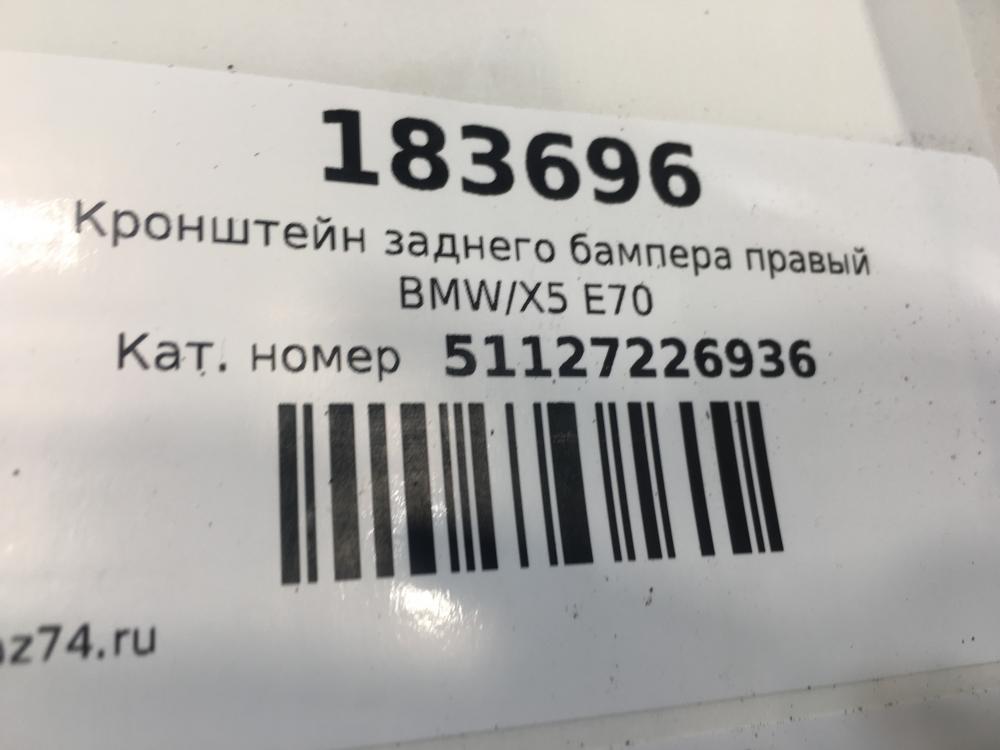 183696
Кронштейн заднего бампера правый
BMW/X5 E70
Кат. номер 51127226936
z74.ru